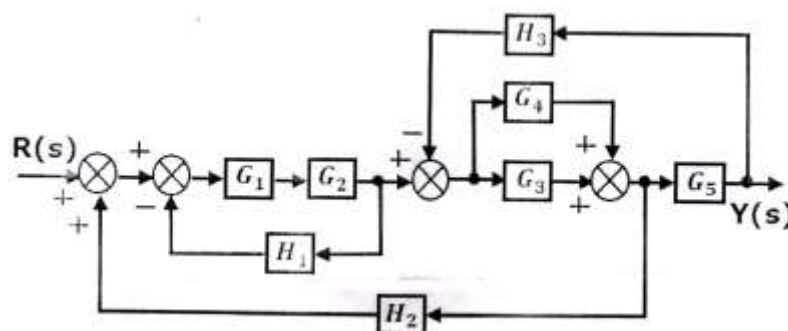 H₃
G₄
R(s) + + + − G₁ G₂ + − G₃ + + G₅ Y(s)
H₁
H₂